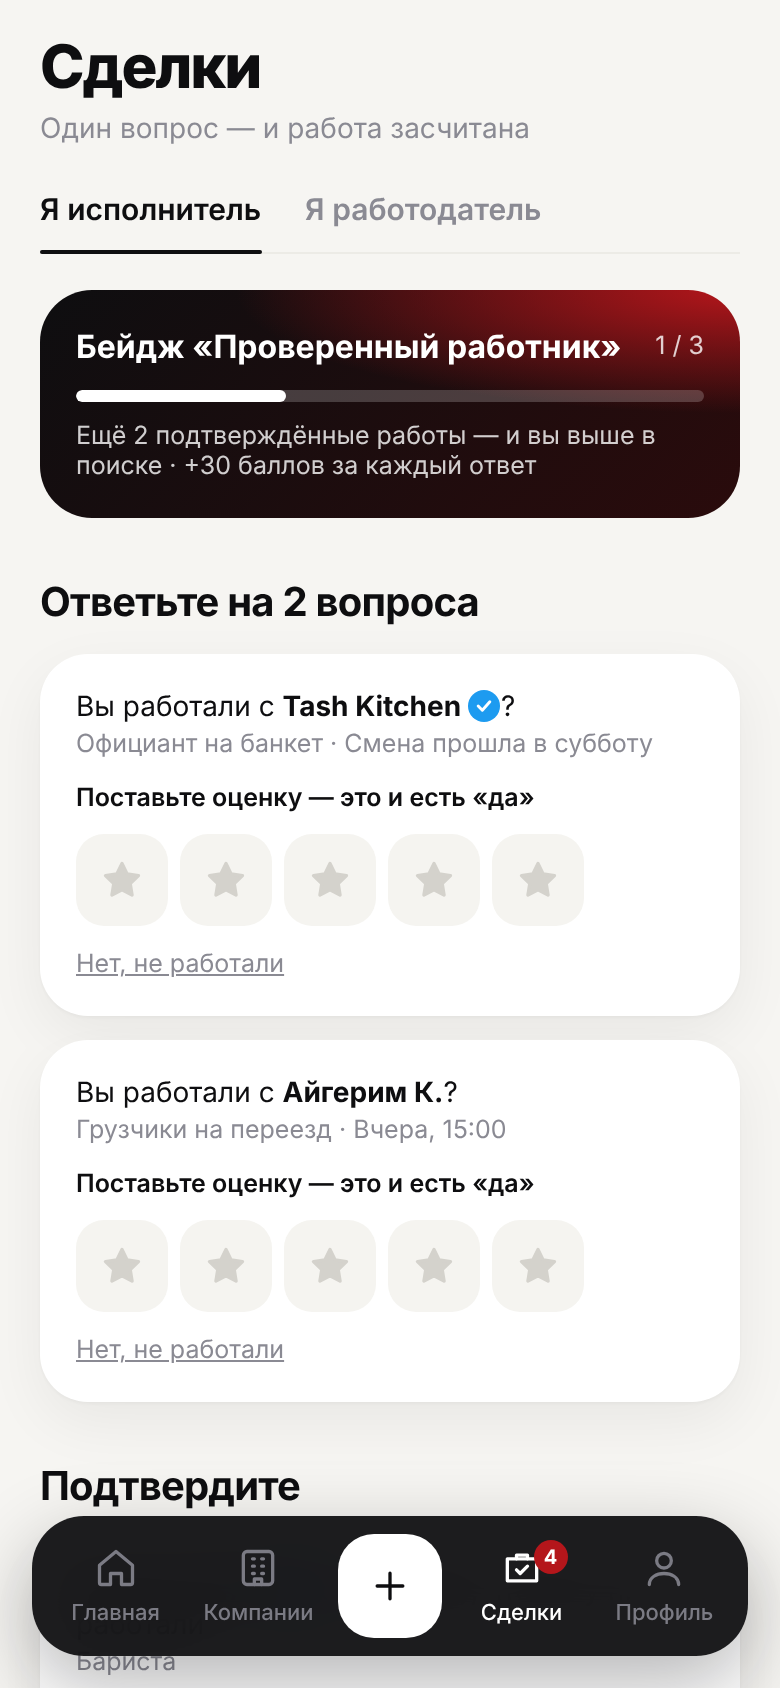 Сделки
Один вопрос — и работа засчитана
Я исполнитель
Я работодатель
Бейдж «Проверенный работник»
1 / 3
Ещё 2 подтверждённые работы — и вы выше в
поиске · +30 баллов за каждый ответ
Ответьте на 2 вопроса
Вы работали с Tash Kitchen ?
Официант на банкет · Смена прошла в субботу
Поставьте оценку — это и есть «да»
Нет, не работали
Вы работали с Айгерим К.?
Грузчики на переезд · Вчера, 15:00
Поставьте оценку — это и есть «да»
Нет, не работали
Подтвердите
4
Главная
Компании
Сделки
Профиль
Бариста